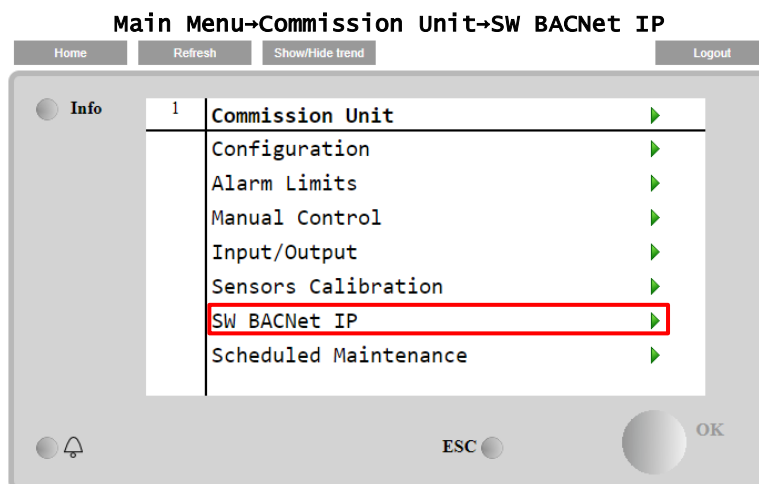 Main Menu→Commission Unit→SW BACNet IP
Home Refresh Show/Hide trend Logout
Info
1 Commission Unit
Configuration
Alarm Limits
Manual Control
Input/Output
Sensors Calibration
SW BACNet IP
Scheduled Maintenance
ESC OK